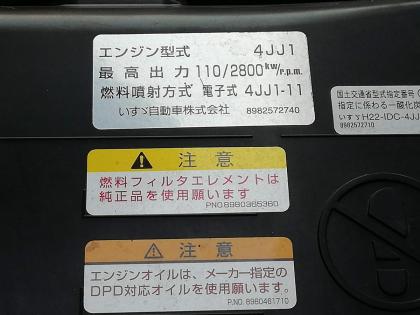 エンジン型式 4JJ1
最高出力 110/2800kw/r.p.m.
燃料噴射方式 電子式 4JJ1-11
いすゞ自動車株式会社 8982572740
国土交通省型式指定番号
指定に係わる一酸化炭
いすゞH22-IDC-4JJ
8982572710
注意
燃料フィルタエレメントは
純正品を使用願います
PNO.8980365360
注意
エンジンオイルは、メーカー指定の
DPD対応オイルを使用願います。
P.NO. 8980461710